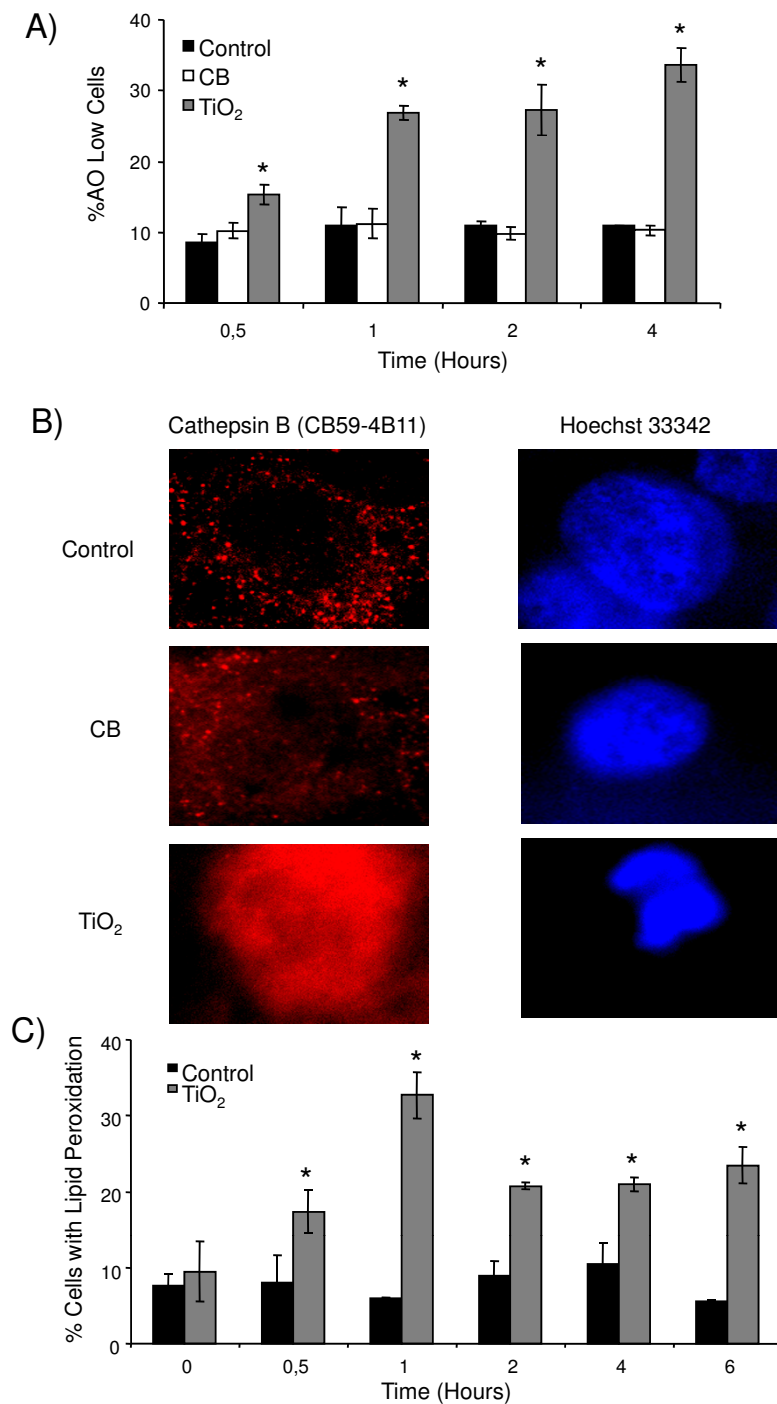 A)
40
30
20
10
0
%AO Low Cells
Control
CB
TiO₂
*
*
*
*
0,5 1 2 4
Time (Hours)
B)
Cathepsin B (CB59-4B11) Hoechst 33342
Control
CB
TiO₂
C)
40
30
20
10
0
% Cells with Lipid Peroxidation
Control
TiO₂
*
*
*
*
*
0 0,5 1 2 4 6
Time (Hours)